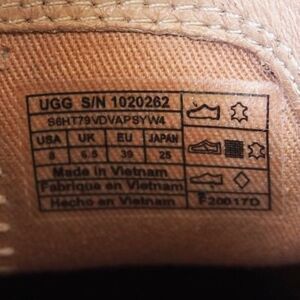 UGG S/N 1020262
S6HT79VDVAPSYW4
USA UK EU JAPAN
8 6.5 39 25
Made in Vietnam
Fabrique en Vietnam
Hecho en Vietnam
F20017D